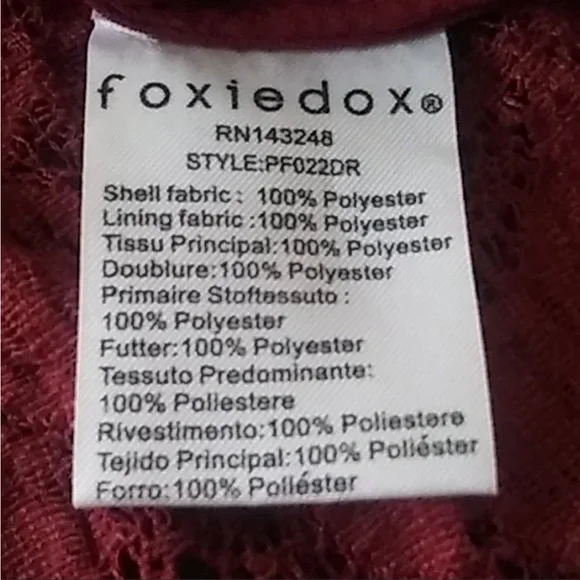 foxiedox®
RN143248
STYLE:PF022DR
Shell fabric: 100% Polyester
Lining fabric :100% Polyester
Tissu Principal:100% Polyester
Doublure:100% Polyester
Primaire Stoftessuto :
100% Polyester
Futter:100% Polyester
Tessuto Predominante:
100% Poliestere
Rivestimento:100% Poliestere
Tejido Principal:100% Poliéster
Forro:100% Poliéster